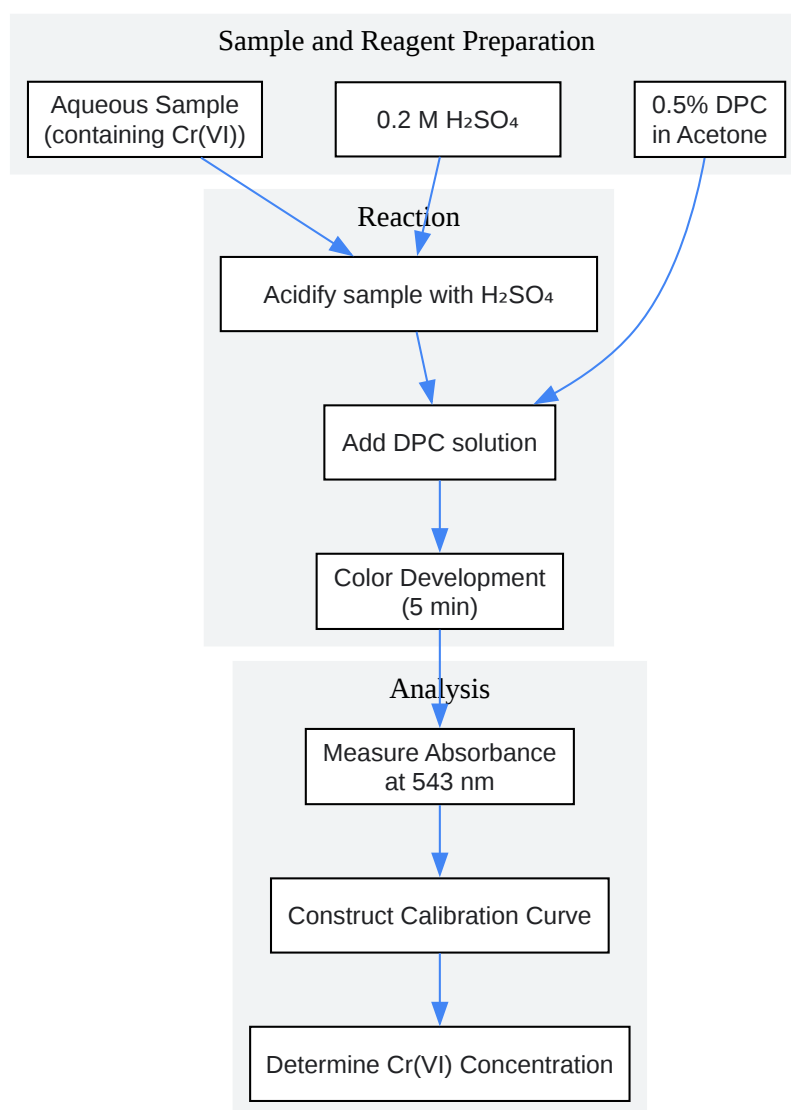 Sample and Reagent Preparation
Aqueous Sample
(containing Cr(VI))
0.2 M H₂SO₄
0.5% DPC
in Acetone
Reaction
Acidify sample with H₂SO₄
Add DPC solution
Color Development
(5 min)
Analysis
Measure Absorbance
at 543 nm
Construct Calibration Curve
Determine Cr(VI) Concentration